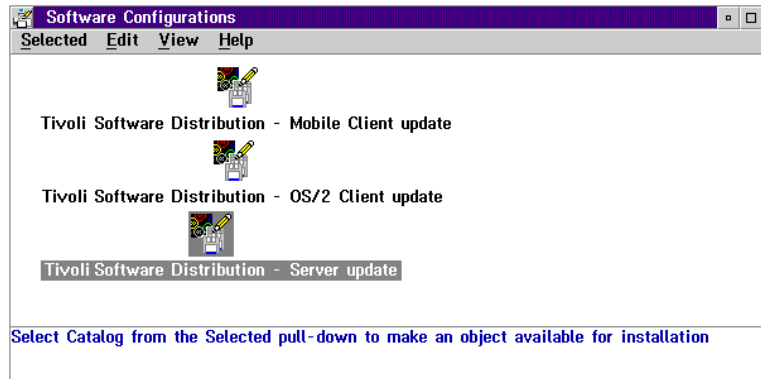 Software Configurations
Selected Edit View Help
Tivoli Software Distribution - Mobile Client update
Tivoli Software Distribution - OS/2 Client update
Tivoli Software Distribution - Server update
Select Catalog from the Selected pull-down to make an object available for installation